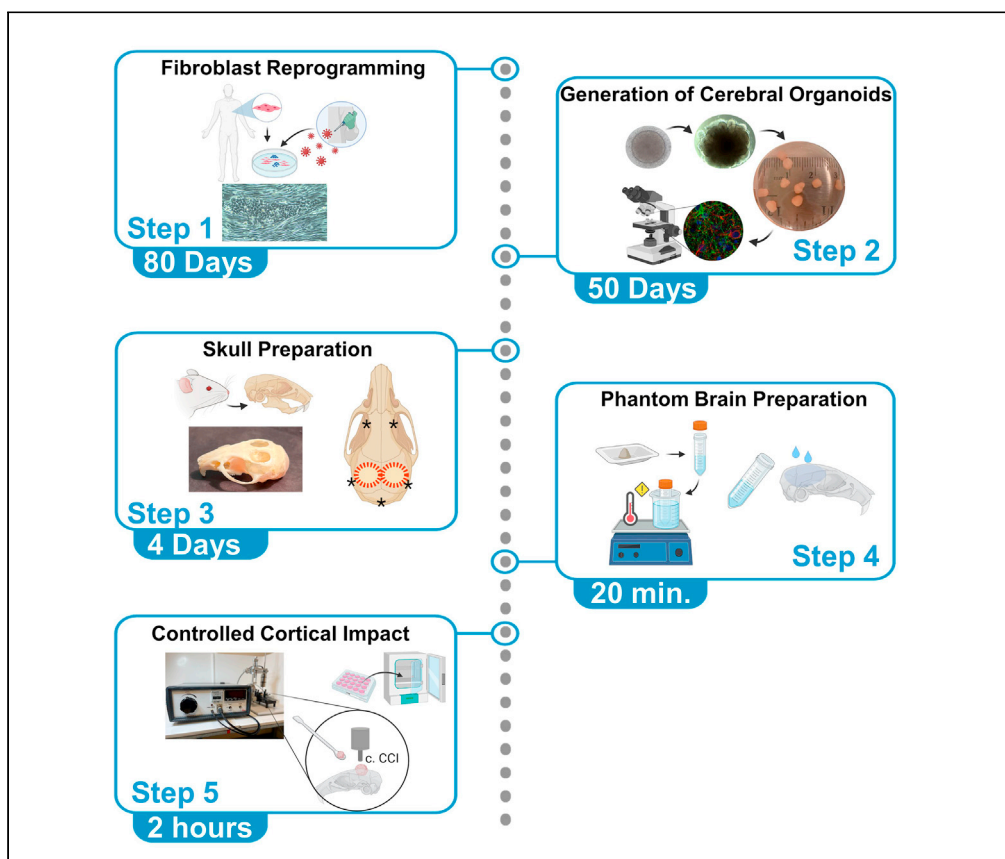 Fibroblast Reprogramming
Step 1
80 Days
Generation of Cerebral Organoids
Step 2
50 Days
Skull Preparation
*
*
*
*
*
Step 3
4 Days
Phantom Brain Preparation
!
Step 4
20 min.
Controlled Cortical Impact
c. CCI
Step 5
2 hours